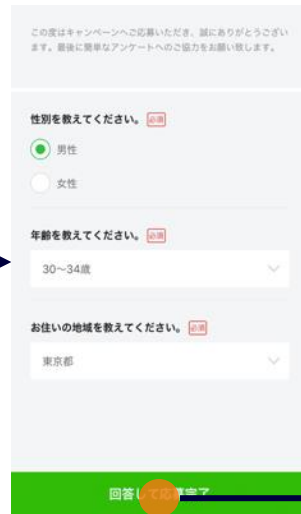 この度はキャンペーンへご応募いただき、誠にありがとうござい
ます。最後に簡単なアンケートへのご協力をお願い致します。
性別を教えてください。 必須
男性
女性
年齢を教えてください。 必須
30〜34歳
お住いの地域を教えてください。 必須
東京都
回答して応募完了